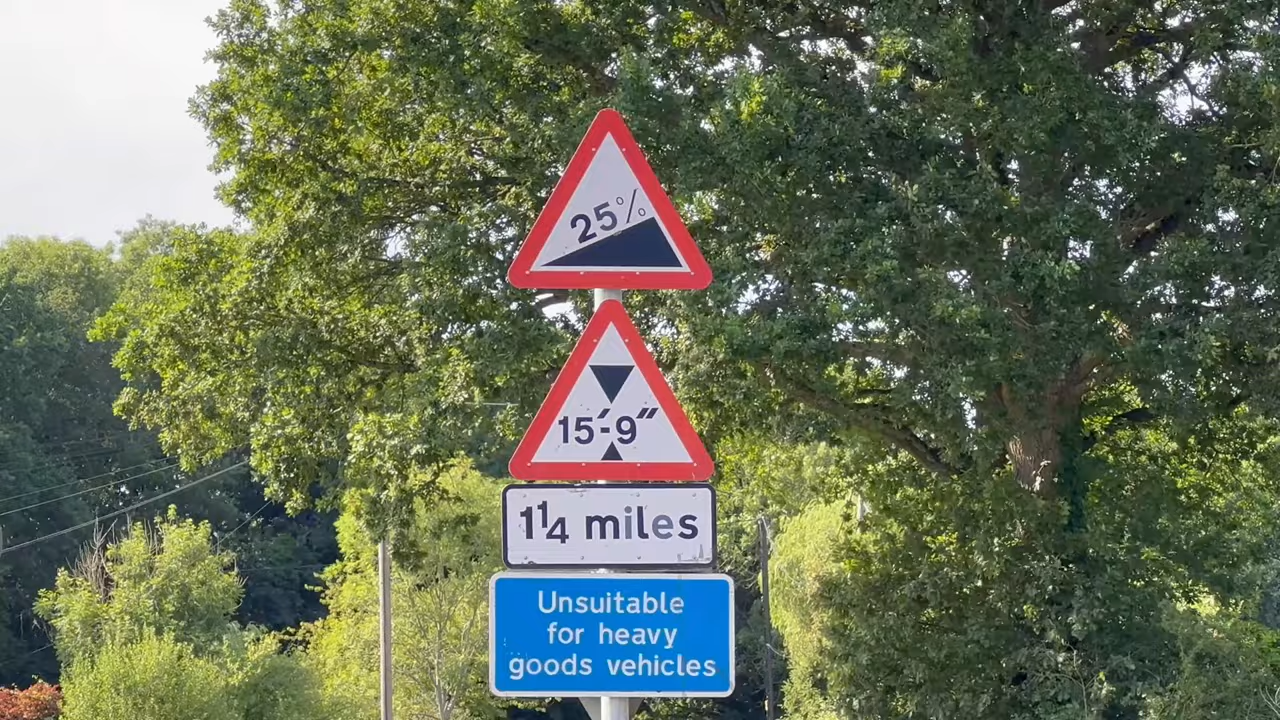 25%
15'-9"
1¼ miles
Unsuitable
for heavy
goods vehicles